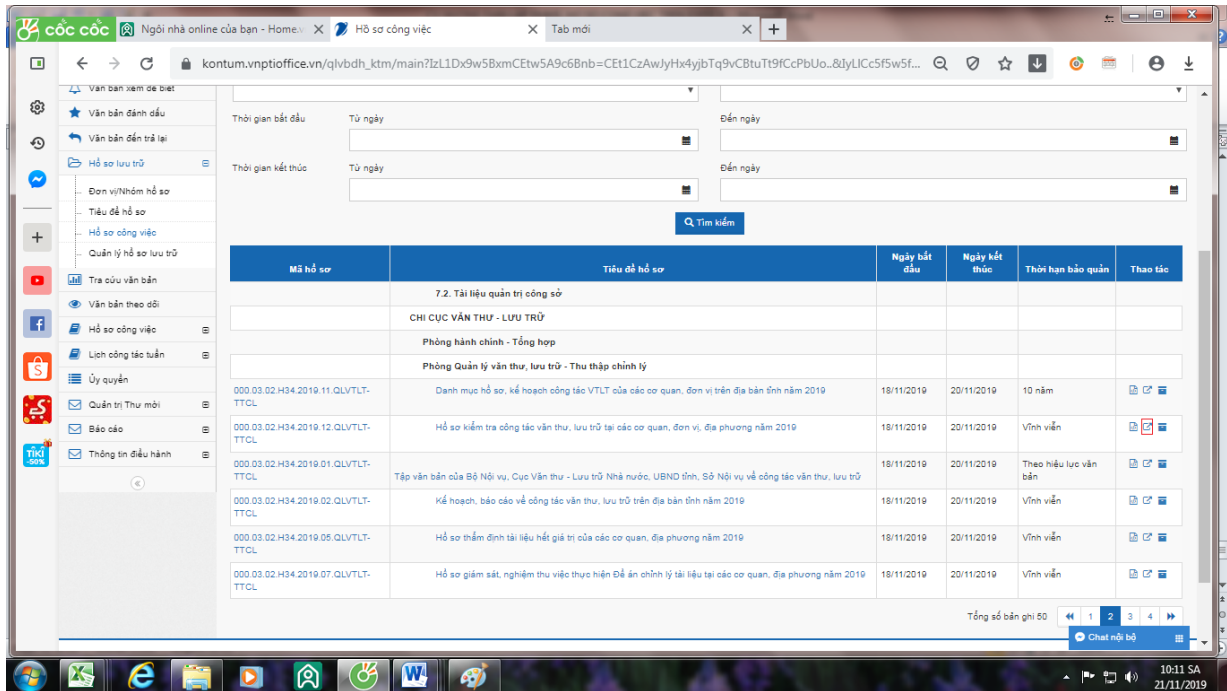 cốc cốc
Ngôi nhà online của bạn - Home.v
Hồ sơ công việc
Tab mới
kontum.vnptioffice.vn/qlvbdh_ktm/main?IzL1Dx9w5BxmCEtw5A9c6Bnb=CEt1CzAwJyHx4yjbTq9vCBtuTt9fCcPbUo..&IyLICc5f5w5f...
Văn bản xem để biết
Văn bản đánh dấu
Văn bản đến trả lại
Hồ sơ lưu trữ
Đơn vị/Nhóm hồ sơ
Tiêu đề hồ sơ
Hồ sơ công việc
Quản lý hồ sơ lưu trữ
Tra cứu văn bản
Văn bản theo dõi
Hồ sơ công việc
Lịch công tác tuần
Ủy quyền
Quản trị Thư mời
Báo cáo
Thông tin điều hành
TIKI
-50%
Thời gian bắt đầu Từ ngày Đến ngày
Thời gian kết thúc Từ ngày Đến ngày
Tìm kiếm
Mã hồ sơ Tiêu đề hồ sơ Ngày bắt đầu Ngày kết thúc Thời hạn bảo quản Thao tác
7.2. Tài liệu quản trị công sở
CHI CỤC VĂN THƯ - LƯU TRỮ
Phòng hành chính - Tổng hợp
Phòng Quản lý văn thư, lưu trữ - Thu thập chỉnh lý
000.03.02.H34.2019.11.QLVTLT-TTCL Danh mục hồ sơ, kế hoạch công tác VTLT của các cơ quan, đơn vị trên địa bàn tỉnh năm 2019 18/11/2019 20/11/2019 10 năm
000.03.02.H34.2019.12.QLVTLT-TTCL Hồ sơ kiểm tra công tác văn thư, lưu trữ tại các cơ quan, đơn vị, địa phương năm 2019 18/11/2019 20/11/2019 Vĩnh viễn
000.03.02.H34.2019.01.QLVTLT-TTCL Tập văn bản của Bộ Nội vụ, Cục Văn thư - Lưu trữ Nhà nước, UBND tỉnh, Sở Nội vụ về công tác văn thư, lưu trữ 18/11/2019 20/11/2019 Theo hiệu lực văn bản
000.03.02.H34.2019.02.QLVTLT-TTCL Kế hoạch, báo cáo về công tác văn thư, lưu trữ trên địa bàn tỉnh năm 2019 18/11/2019 20/11/2019 Vĩnh viễn
000.03.02.H34.2019.05.QLVTLT-TTCL Hồ sơ thẩm định tài liệu hết giá trị của các cơ quan, địa phương năm 2019 18/11/2019 20/11/2019 Vĩnh viễn
000.03.02.H34.2019.07.QLVTLT-TTCL Hồ sơ giám sát, nghiệm thu việc thực hiện Đề án chỉnh lý tài liệu tại các cơ quan, địa phương năm 2019 18/11/2019 20/11/2019 Vĩnh viễn
Tổng số bản ghi 50 1 2 3 4
Chat nội bộ
10:11 SA
21/11/2019